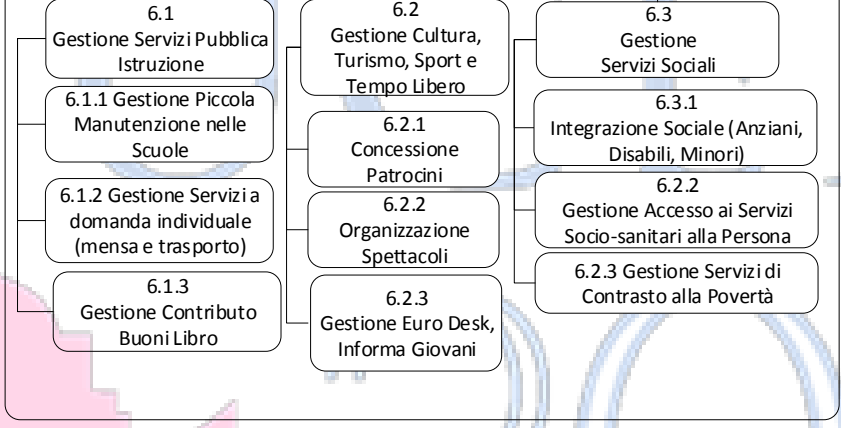 6.1
Gestione Servizi Pubblica
Istruzione
6.1.1 Gestione Piccola
Manutenzione nelle
Scuole
6.1.2 Gestione Servizi a
domanda individuale
(mensa e trasporto)
6.1.3
Gestione Contributo
Buoni Libro
6.2
Gestione Cultura,
Turismo, Sport e
Tempo Libero
6.2.1
Concessione
Patrocini
6.2.2
Organizzazione
Spettacoli
6.2.3
Gestione Euro Desk,
Informa Giovani
6.3
Gestione
Servizi Sociali
6.3.1
Integrazione Sociale (Anziani,
Disabili, Minori)
6.2.2
Gestione Accesso ai Servizi
Socio-sanitari alla Persona
6.2.3 Gestione Servizi di
Contrasto alla Povertà